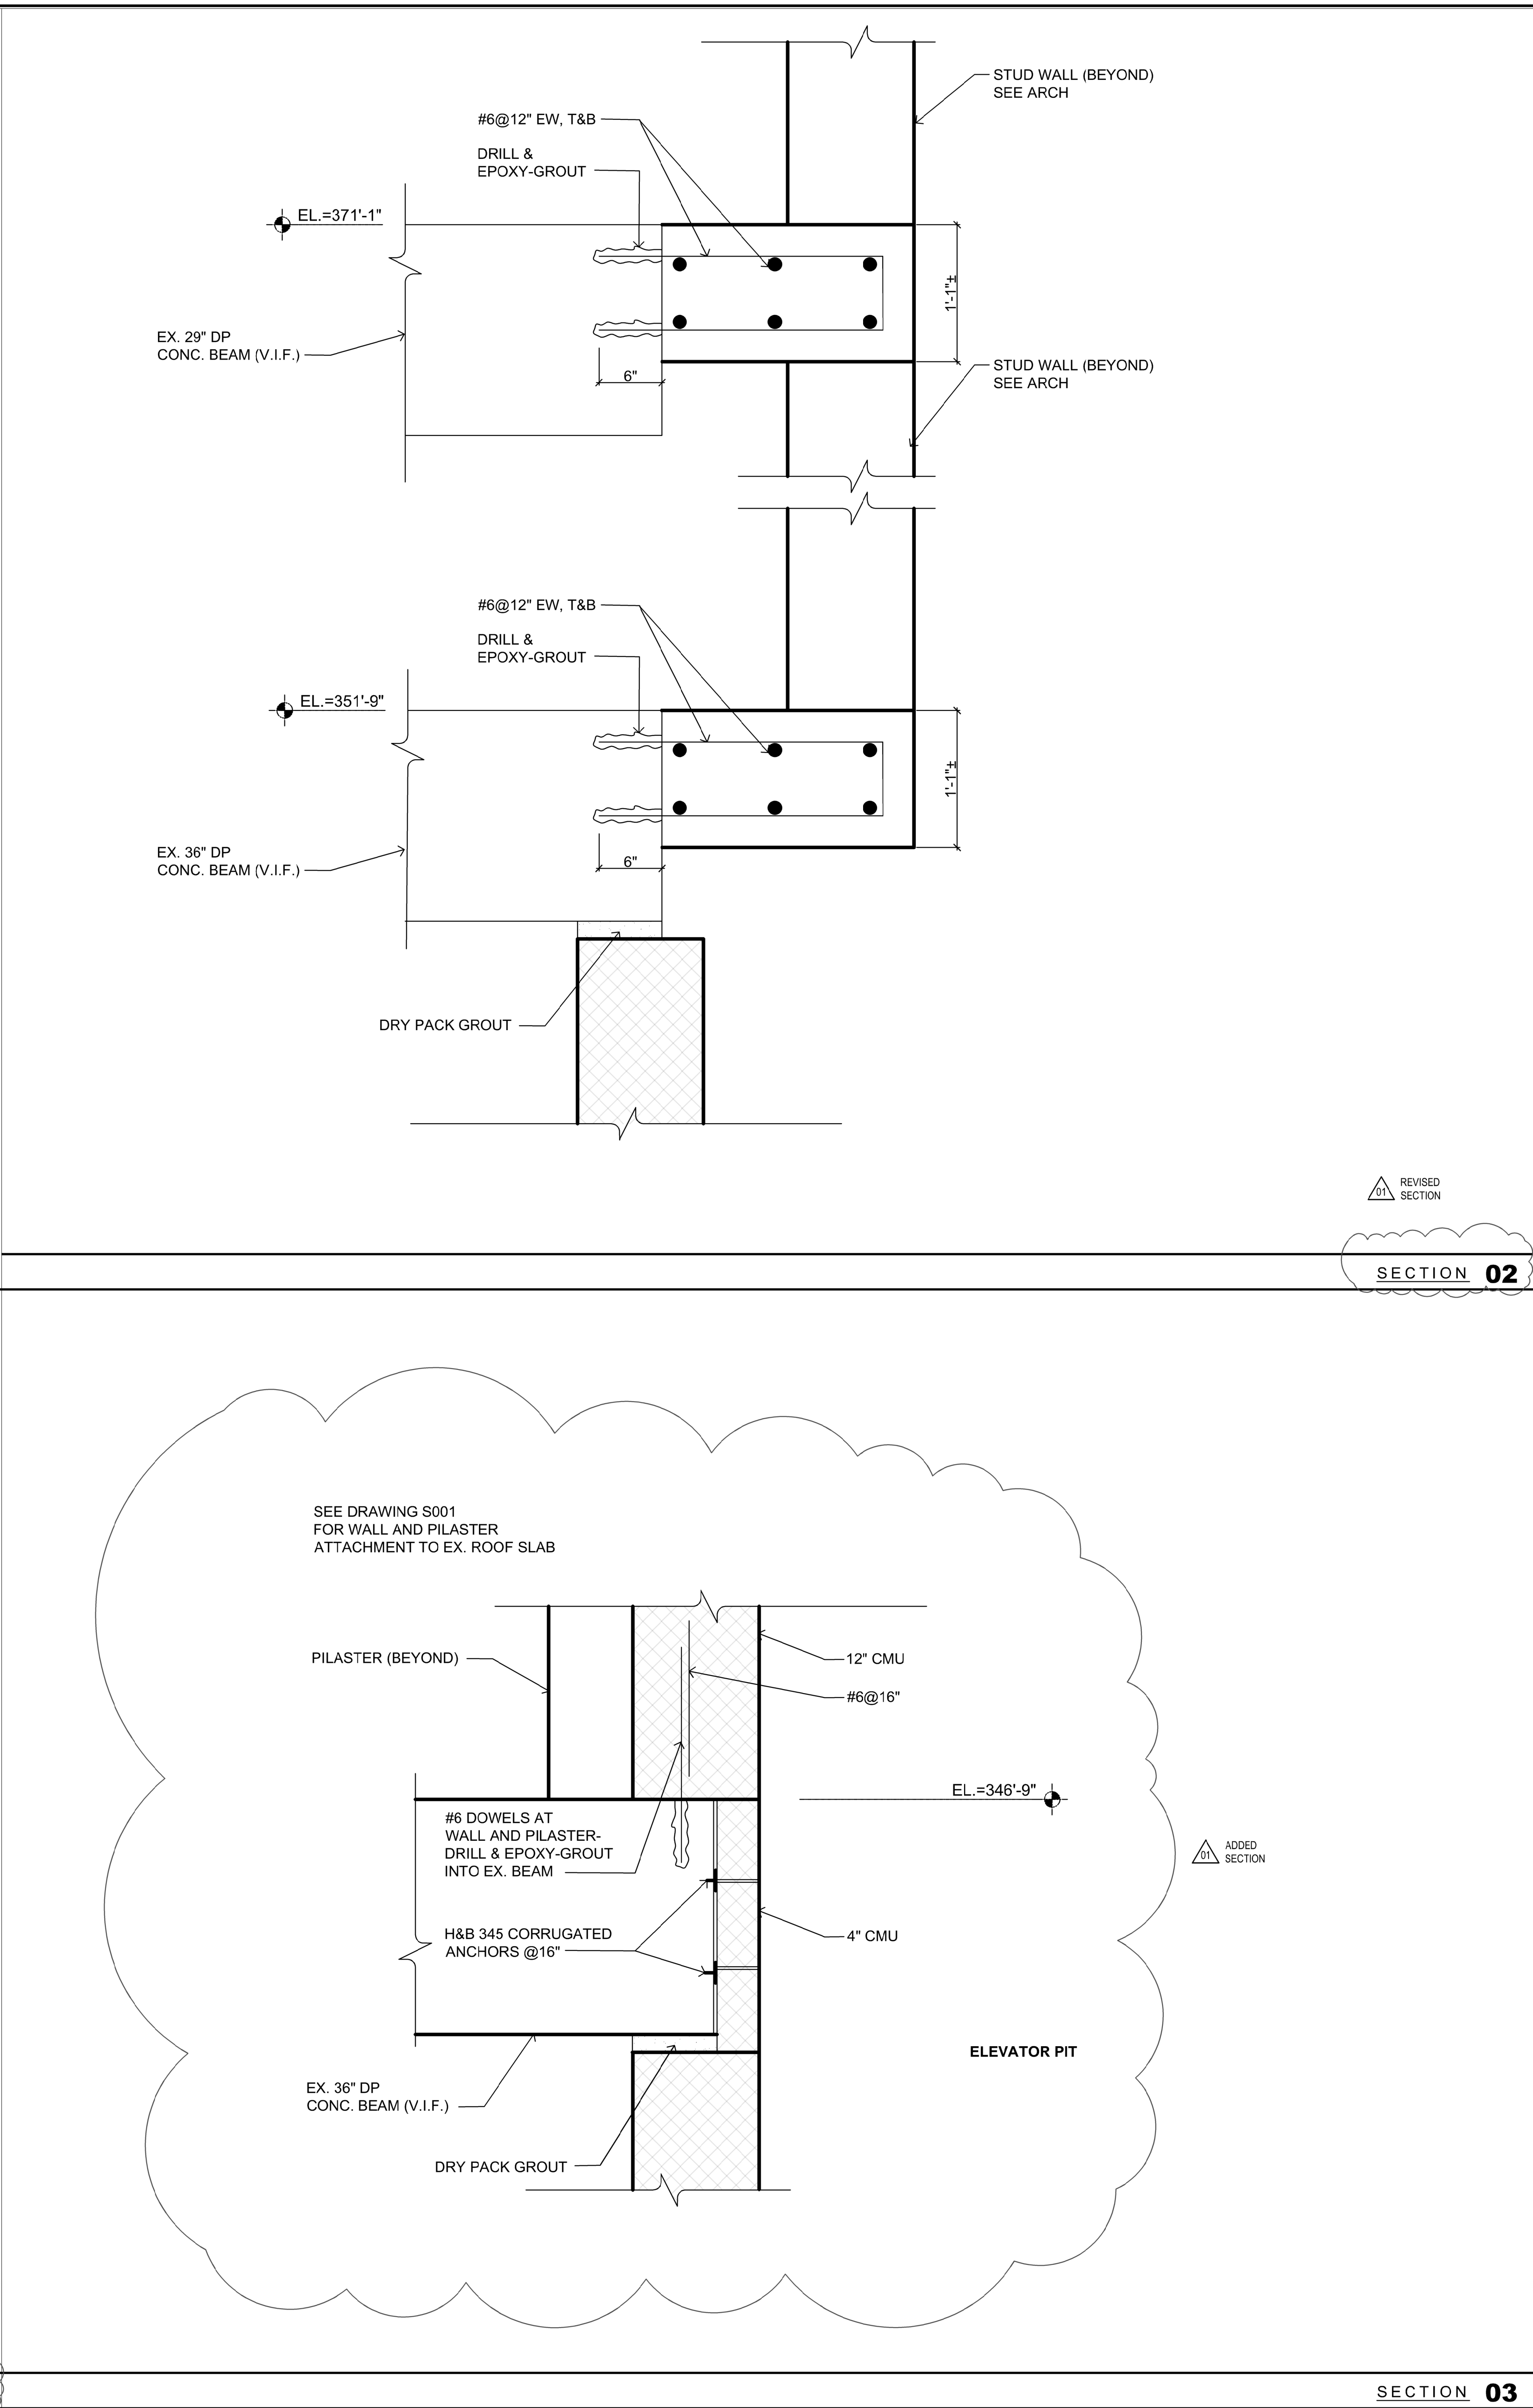 STUD WALL (BEYOND)
SEE ARCH
#6@12" EW, T&B
DRILL &
EPOXY-GROUT
EL.=371'-1"
1'-1"±
EX. 29" DP
CONC. BEAM (V.I.F.)
6"
STUD WALL (BEYOND)
SEE ARCH
#6@12" EW, T&B
DRILL &
EPOXY-GROUT
EL.=351'-9"
1'-1"±
EX. 36" DP
CONC. BEAM (V.I.F.)
6"
DRY PACK GROUT
01
REVISED
SECTION
SECTION 02
SEE DRAWING S001
FOR WALL AND PILASTER
ATTACHMENT TO EX. ROOF SLAB
PILASTER (BEYOND)
12" CMU
#6@16"
EL.=346'-9"
#6 DOWELS AT
WALL AND PILASTER-
DRILL & EPOXY-GROUT
INTO EX. BEAM
01
ADDED
SECTION
H&B 345 CORRUGATED
ANCHORS @16"
4" CMU
ELEVATOR PIT
EX. 36" DP
CONC. BEAM (V.I.F.)
DRY PACK GROUT
SECTION 03